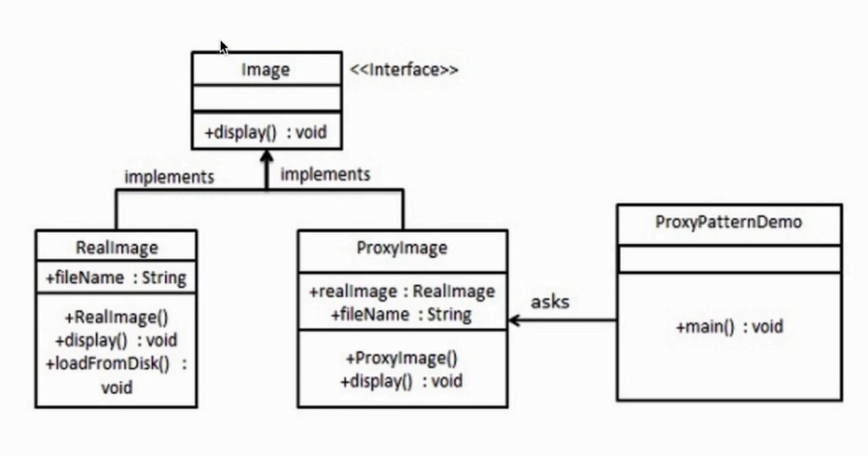 Image
<<Interface>>
+display() : void
implements
implements
RealImage
+fileName : String
+RealImage()
+display() : void
+loadFromDisk() :
void
ProxyImage
+realImage : RealImage
+fileName : String
+ProxyImage()
+display() : void
asks
ProxyPatternDemo
+main() : void